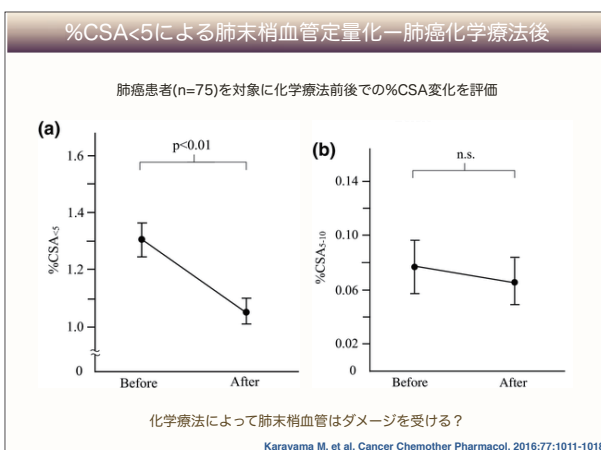 %CSA<5による肺末梢血管定量化ー肺癌化学療法後
肺癌患者(n=75)を対象に化学療法前後での%CSA変化を評価
(a)
p<0.01
1.6
1.4
1.2
1.0
0
%CSA<5
Before
After
(b)
n.s.
0.14
0.10
0.06
0.02
0
%CSA5-10
Before
After
化学療法によって肺末梢血管はダメージを受ける？
Karayama M, et al. Cancer Chemother Pharmacol. 2016;77:1011-1018